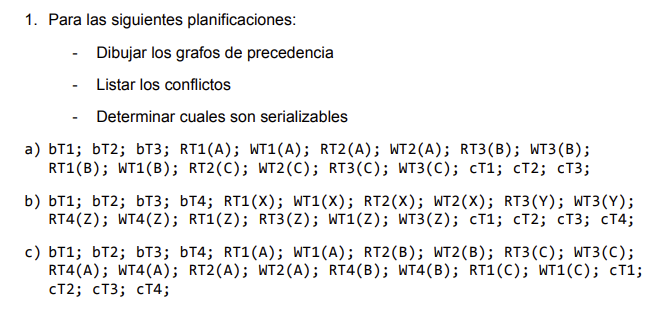 1. Para las siguientes planificaciones:
- Dibujar los grafos de precedencia
- Listar los conflictos
- Determinar cuales son serializables
a) bT1; bT2; bT3; RT1(A); WT1(A); RT2(A); WT2(A); RT3(B); WT3(B);
RT1(B); WT1(B); RT2(C); WT2(C); RT3(C); WT3(C); cT1; cT2; cT3;
b) bT1; bT2; bT3; bT4; RT1(X); WT1(X); RT2(X); WT2(X); RT3(Y); WT3(Y);
RT4(Z); WT4(Z); RT1(Z); RT3(Z); WT1(Z); WT3(Z); cT1; cT2; cT3; cT4;
c) bT1; bT2; bT3; bT4; RT1(A); WT1(A); RT2(B); WT2(B); RT3(C); WT3(C);
RT4(A); WT4(A); RT2(A); WT2(A); RT4(B); WT4(B); RT1(C); WT1(C); cT1;
cT2; cT3; cT4;